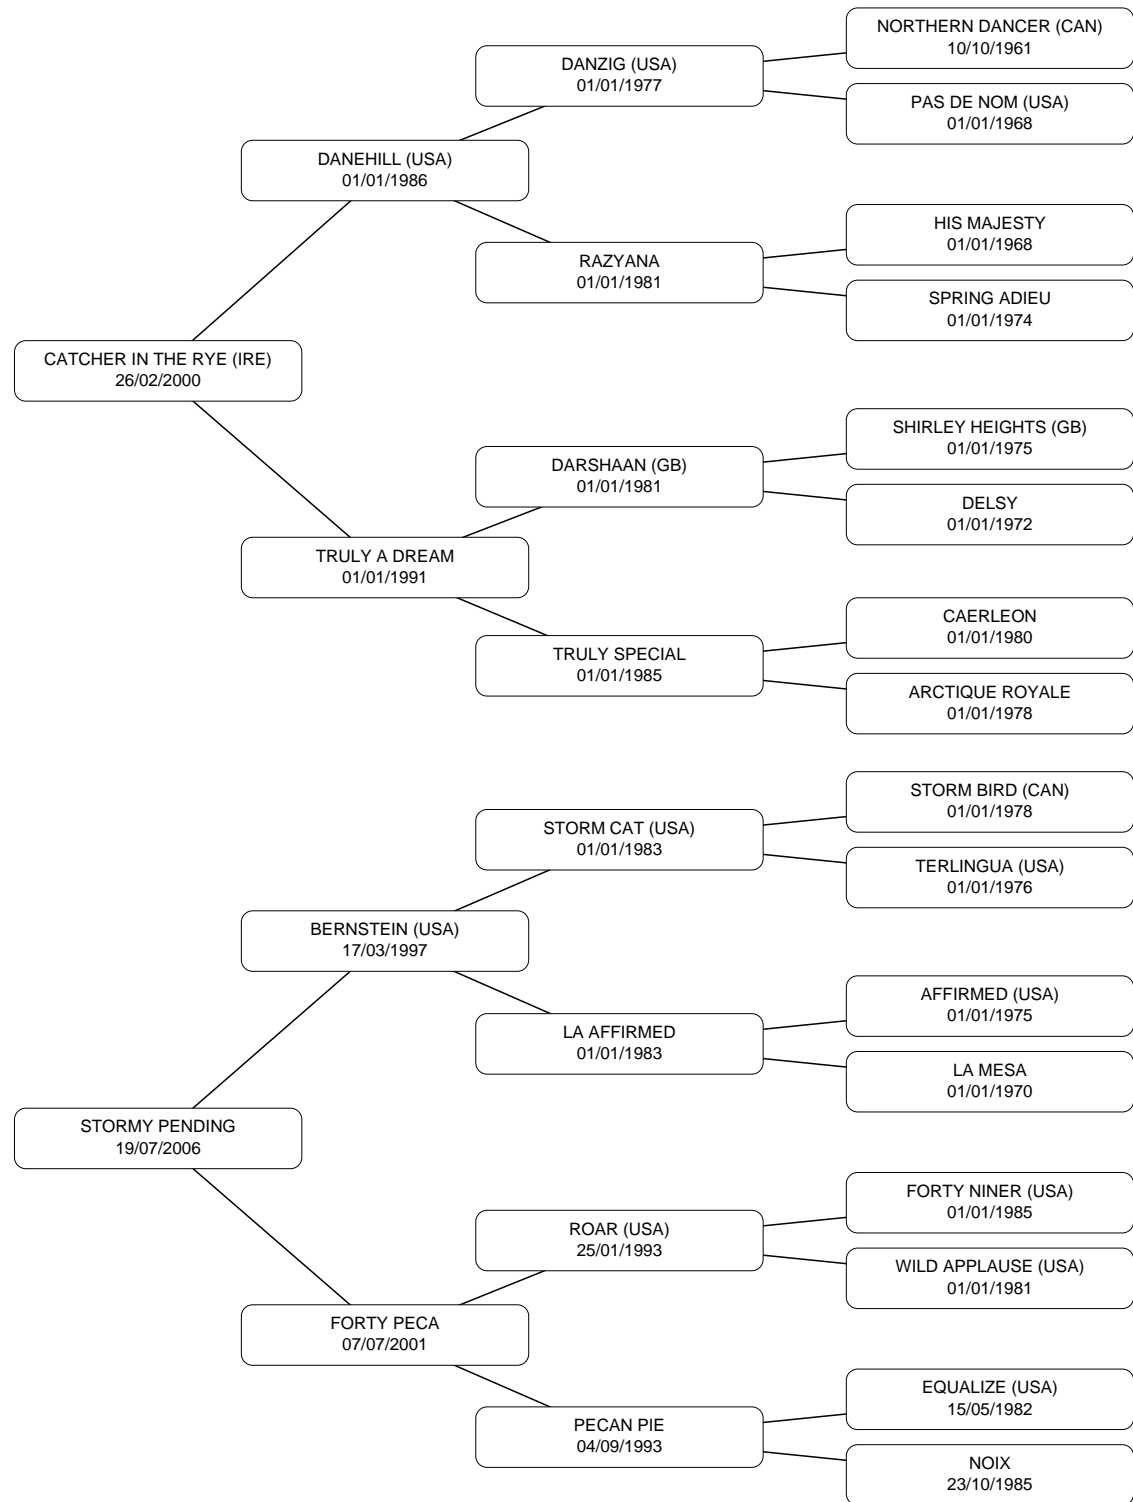 NORTHERN DANCER (CAN)
10/10/1961
DANZIG (USA)
01/01/1977
PAS DE NOM (USA)
01/01/1968
DANEHILL (USA)
01/01/1986
HIS MAJESTY
01/01/1968
RAZYANA
01/01/1981
SPRING ADIEU
01/01/1974
CATCHER IN THE RYE (IRE)
26/02/2000
SHIRLEY HEIGHTS (GB)
01/01/1975
DARSHAAN (GB)
01/01/1981
DELSY
01/01/1972
TRULY A DREAM
01/01/1991
CAERLEON
01/01/1980
TRULY SPECIAL
01/01/1985
ARCTIQUE ROYALE
01/01/1978
STORM BIRD (CAN)
01/01/1978
STORM CAT (USA)
01/01/1983
TERLINGUA (USA)
01/01/1976
BERNSTEIN (USA)
17/03/1997
AFFIRMED (USA)
01/01/1975
LA AFFIRMED
01/01/1983
LA MESA
01/01/1970
STORMY PENDING
19/07/2006
FORTY NINER (USA)
01/01/1985
ROAR (USA)
25/01/1993
WILD APPLAUSE (USA)
01/01/1981
FORTY PECA
07/07/2001
EQUALIZE (USA)
15/05/1982
PECAN PIE
04/09/1993
NOIX
23/10/1985